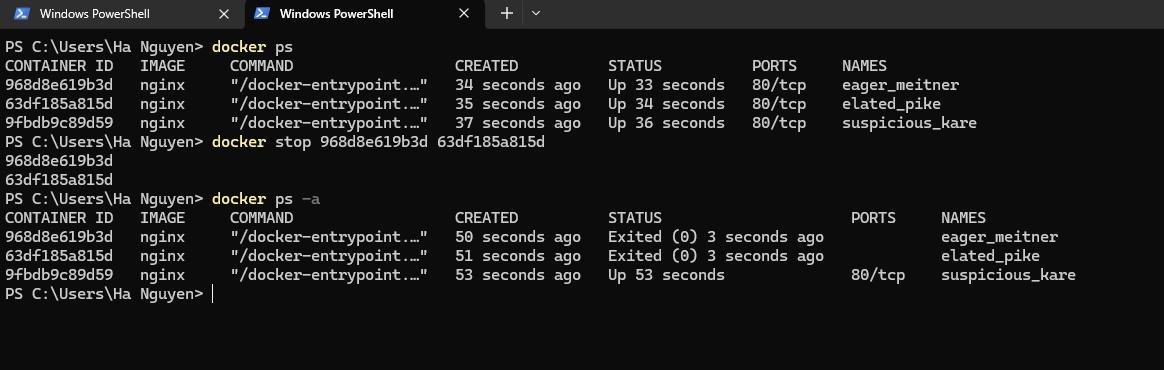 Windows PowerShell
Windows PowerShell
PS C:\Users\Ha Nguyen> docker ps
CONTAINER ID   IMAGE     COMMAND                  CREATED          STATUS          PORTS     NAMES
968d8e619b3d   nginx     "/docker-entrypoint.…"   34 seconds ago   Up 33 seconds   80/tcp    eager_meitner
63df185a815d   nginx     "/docker-entrypoint.…"   35 seconds ago   Up 34 seconds   80/tcp    elated_pike
9fbdb9c89d59   nginx     "/docker-entrypoint.…"   37 seconds ago   Up 36 seconds   80/tcp    suspicious_kare
PS C:\Users\Ha Nguyen> docker stop 968d8e619b3d 63df185a815d
968d8e619b3d
63df185a815d
PS C:\Users\Ha Nguyen> docker ps -a
CONTAINER ID   IMAGE     COMMAND                  CREATED          STATUS                     PORTS     NAMES
968d8e619b3d   nginx     "/docker-entrypoint.…"   50 seconds ago   Exited (0) 3 seconds ago             eager_meitner
63df185a815d   nginx     "/docker-entrypoint.…"   51 seconds ago   Exited (0) 3 seconds ago             elated_pike
9fbdb9c89d59   nginx     "/docker-entrypoint.…"   53 seconds ago   Up 53 seconds              80/tcp    suspicious_kare
PS C:\Users\Ha Nguyen>